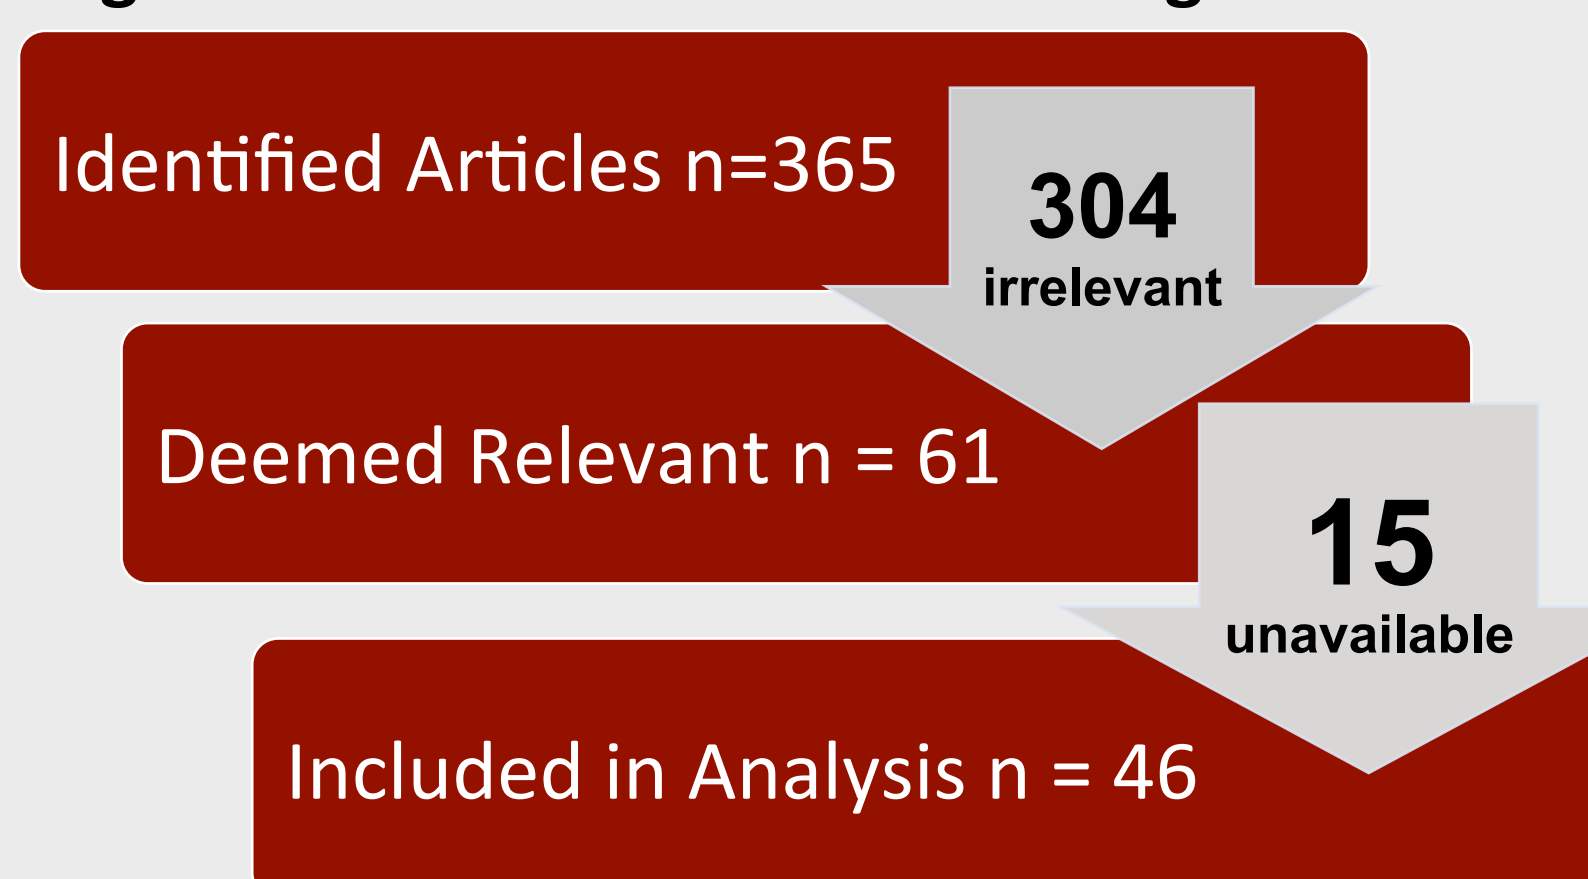 Identified Articles n=365
304
irrelevant
Deemed Relevant n = 61
15
unavailable
Included in Analysis n = 46